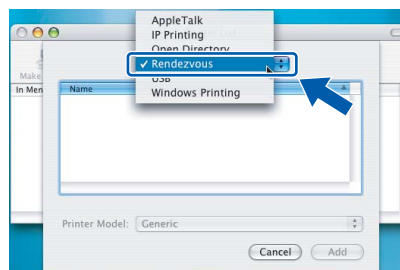 AppleTalk
IP Printing
Open Directory
✓ Rendezvous
USB
Windows Printing
Make
In Men
Name
Printer Model: Generic
Cancel Add